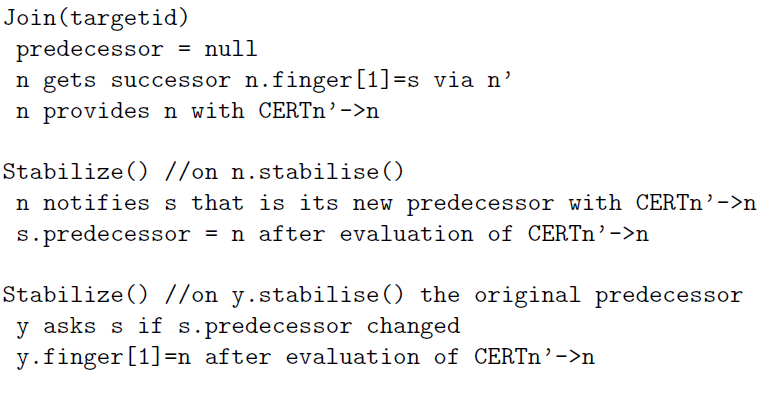 Join(targetid)
predecessor = null
n gets successor n.finger[1]=s via n’
n provides n with CERTn’->n
Stabilize() //on n.stabilise()
n notifies s that is its new predecessor with CERTn’->n
s.predecessor = n after evaluation of CERTn’->n
Stabilize() //on y.stabilise() the original predecessor
y asks s if s.predecessor changed
y.finger[1]=n after evaluation of CERTn’->n